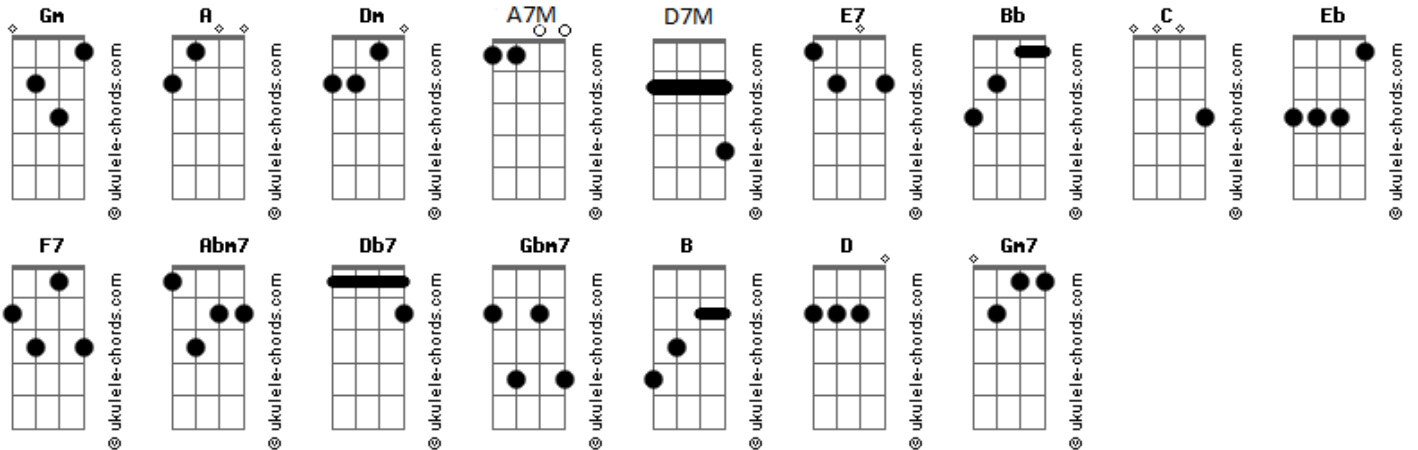 Gm A Dm A7M D7M E7 Bb C Eb
© ukulele-chords.com © ukulele-chords.com © ukulele-chords.com © ukulele-chords.com © ukulele-chords.com © ukulele-chords.com © ukulele-chords.com © ukulele-chords.com © ukulele-chords.com
F7 Abm7 Db7 Gbm7 B D Gm7
© ukulele-chords.com © ukulele-chords.com © ukulele-chords.com © ukulele-chords.com © ukulele-chords.com © ukulele-chords.com © ukulele-chords.com